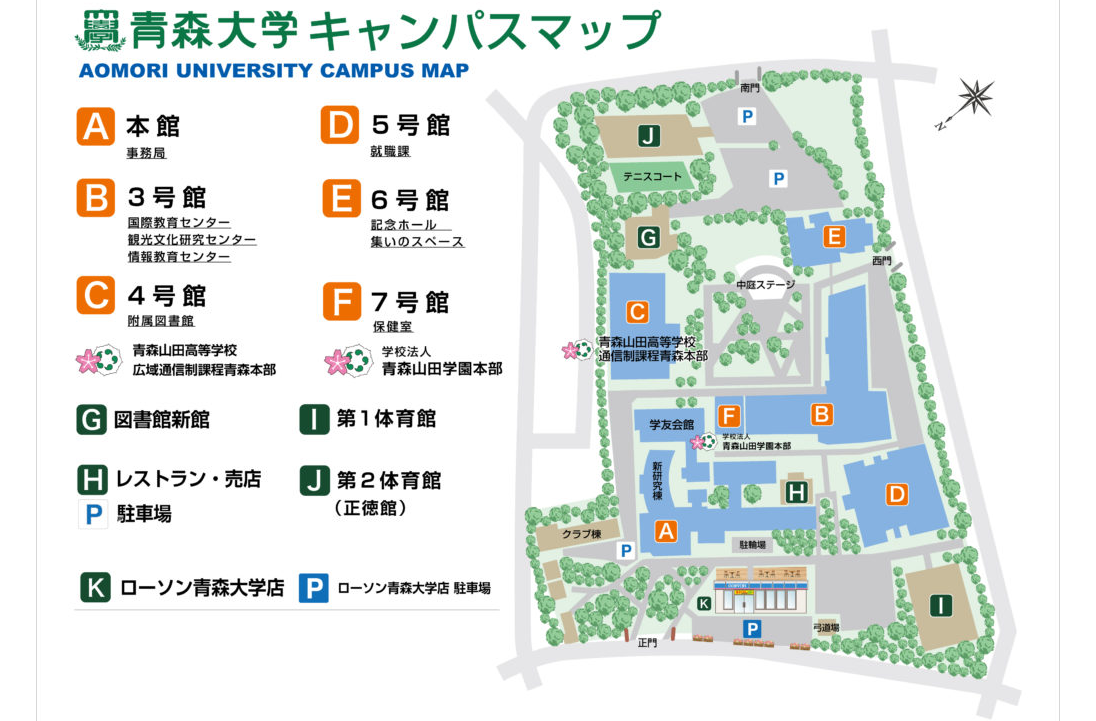 青森大学 キャンパスマップ
AOMORI UNIVERSITY CAMPUS MAP
A 本館
事務局
B 3号館
国際教育センター
観光文化研究センター
情報教育センター
C 4号館
附属図書館
青森山田高等学校
広域通信制課程青森本部
D 5号館
就職課
E 6号館
記念ホール
集いのスペース
F 7号館
保健室
学校法人
青森山田学園本部
G 図書館新館
H レストラン・売店
P 駐車場
I 第1体育館
J 第2体育館
(正徳館)
K ローソン青森大学店
P ローソン青森大学店 駐車場
南門
P
J
テニスコート
P
N
G
E
西門
中庭ステージ
C
青森山田高等学校
通信制課程青森本部
F
B
学友会館
学校法人
青森山田学園本部
新研究棟
H
D
A
クラブ棟
P
駐輪場
K
I
P
弓道場
正門